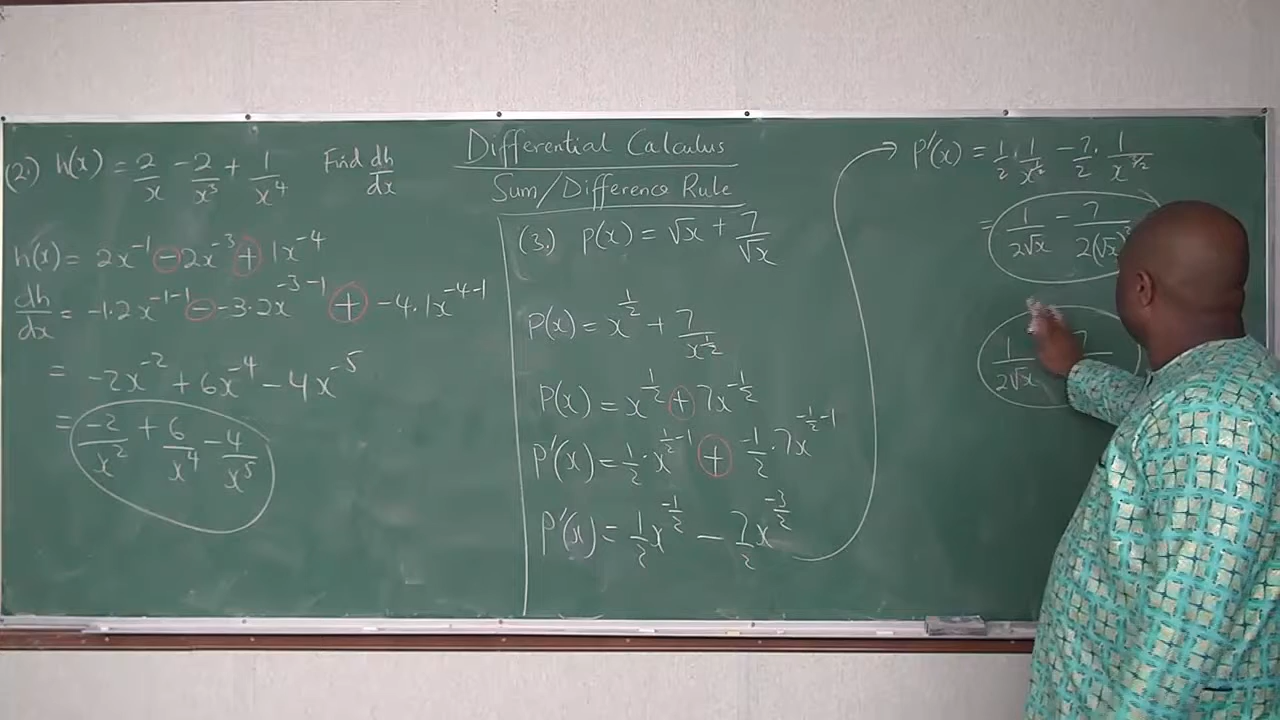 Differential Calculus
Sum/Difference Rule
(2.) h(x) = 2/x - 2/x³ + 1/x⁴ Find dh/dx
h(x) = 2x⁻¹ - 2x⁻³ + 1x⁻⁴
dh/dx = -1·2x⁻¹⁻¹ - -3·2x⁻³⁻¹ + -4·1x⁻⁴⁻¹
= -2x⁻² + 6x⁻⁴ - 4x⁻⁵
= -2/x² + 6/x⁴ - 4/x⁵
(3.) P(x) = √x + 7/√x
P(x) = x^(1/2) + 7/x^(1/2)
P(x) = x^(1/2) + 7x^(-1/2)
P'(x) = 1/2·x^(1/2-1) + -1/2·7x^(-1/2-1)
P'(x) = 1/2 x^(-1/2) - 7/2 x^(-3/2)
P'(x) = 1/2·1/x^(1/2) - 7/2·1/x^(3/2)
= 1/(2√x) - 7/(2(√x)³
1/(2√x) 7